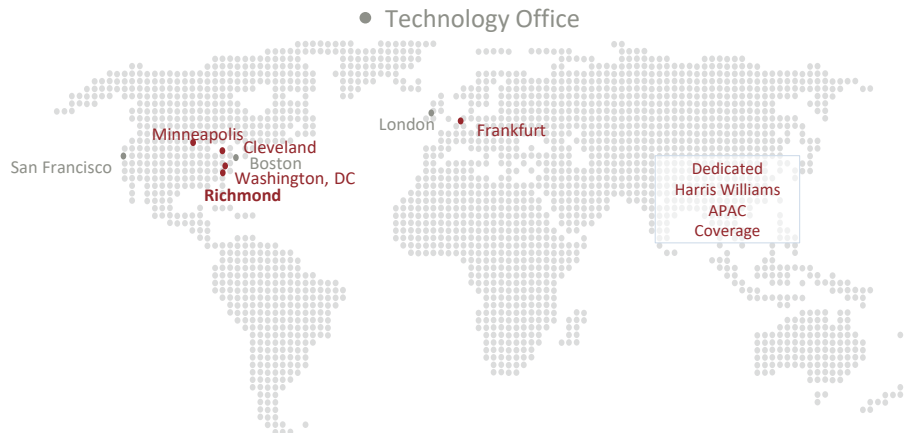 Technology Office
London
Frankfurt
Minneapolis
Cleveland
Boston
San Francisco
Washington, DC
Richmond
Dedicated
Harris Williams
APAC
Coverage